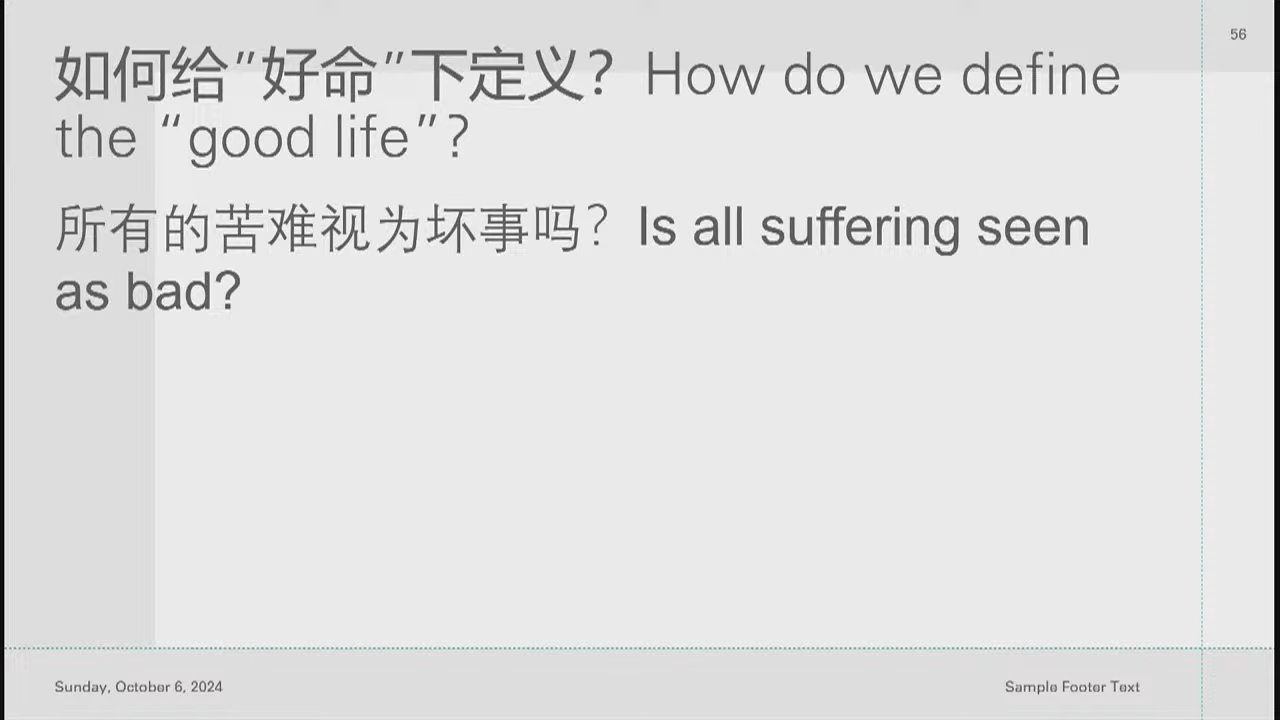 56
如何给”好命”下定义？How do we define
the “good life”?
所有的苦难视为坏事吗？Is all suffering seen
as bad?
Sunday, October 6, 2024
Sample Footer Text